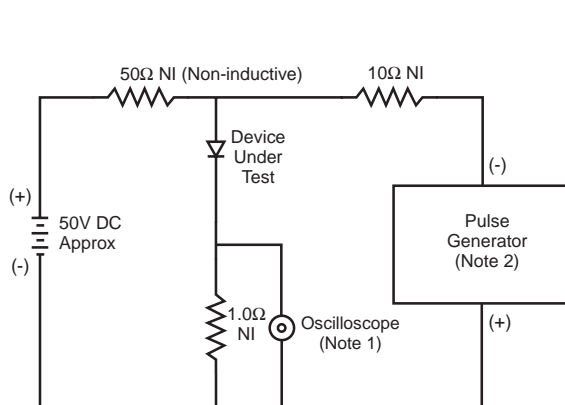 50Ω NI (Non-inductive)
10Ω NI
Device
Under
Test
(-)
(+)
50V DC
Approx
(-)
Pulse
Generator
(Note 2)
1.0Ω
NI
Oscilloscope
(Note 1)
(+)